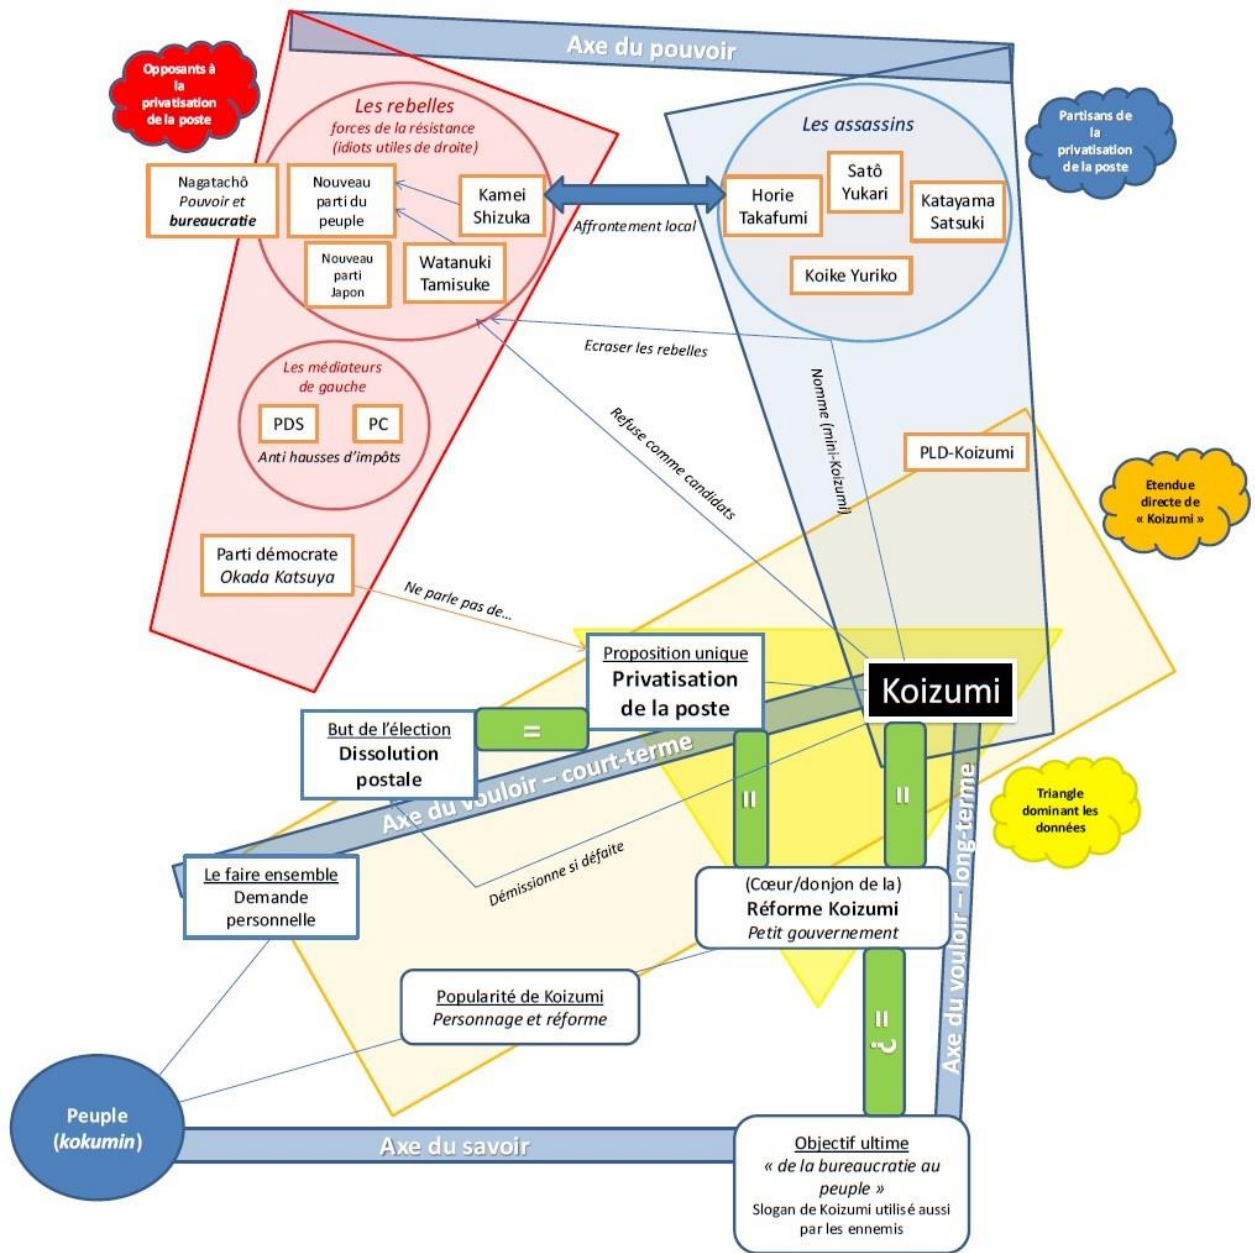 Axe du pouvoir
Opposants à
la
privatisation
de la poste
Les rebelles
forces de la résistance
(idiots utiles de droite)
Les assassins
Partisans de
la
privatisation
de la poste
Nagatachô
Pouvoir et
bureaucratie
Nouveau
parti du
peuple
Kamei
Shizuka
Affrontement local
Horie
Takafumi
Satô
Yukari
Katayama
Satsuki
Nouveau
parti
Japon
Watanuki
Tamisuke
Koike Yuriko
Ecraser les rebelles
Les médiateurs
de gauche
PDS
PC
Anti hausses d'impôts
Refuse comme candidats
Nomme (mini-Koizumi)
PLD-Koizumi
Etendue
directe de
« Koizumi »
Parti démocrate
Okada Katsuya
Ne parle pas de...
Proposition unique
Privatisation
de la poste
Koizumi
But de l'élection
Dissolution
postale
=
Axe du vouloir – court-terme
=
=
Axe du vouloir – long-terme
Triangle
dominant les
données
Le faire ensemble
Demande
personnelle
Démissionne si défaite
(Cœur/donjon de la)
Réforme Koizumi
Petit gouvernement
Popularité de Koizumi
Personnage et réforme
= ?
Peuple
(kokumin)
Axe du savoir
Objectif ultime
« de la bureaucratie au
peuple »
Slogan de Koizumi utilisé aussi
par les ennemis